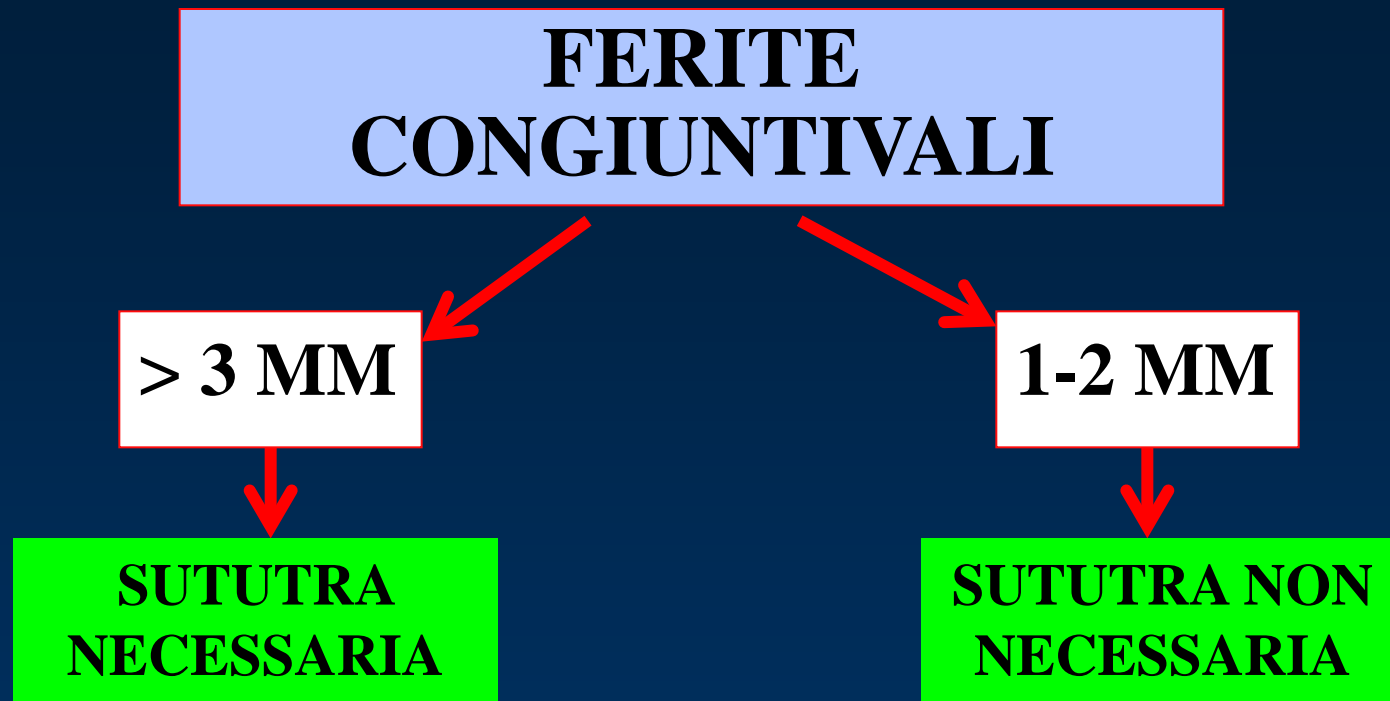 FERITE
CONGIUNTIVALI
> 3 MM
1-2 MM
SUTUTRA
NECESSARIA
SUTUTRA NON
NECESSARIA